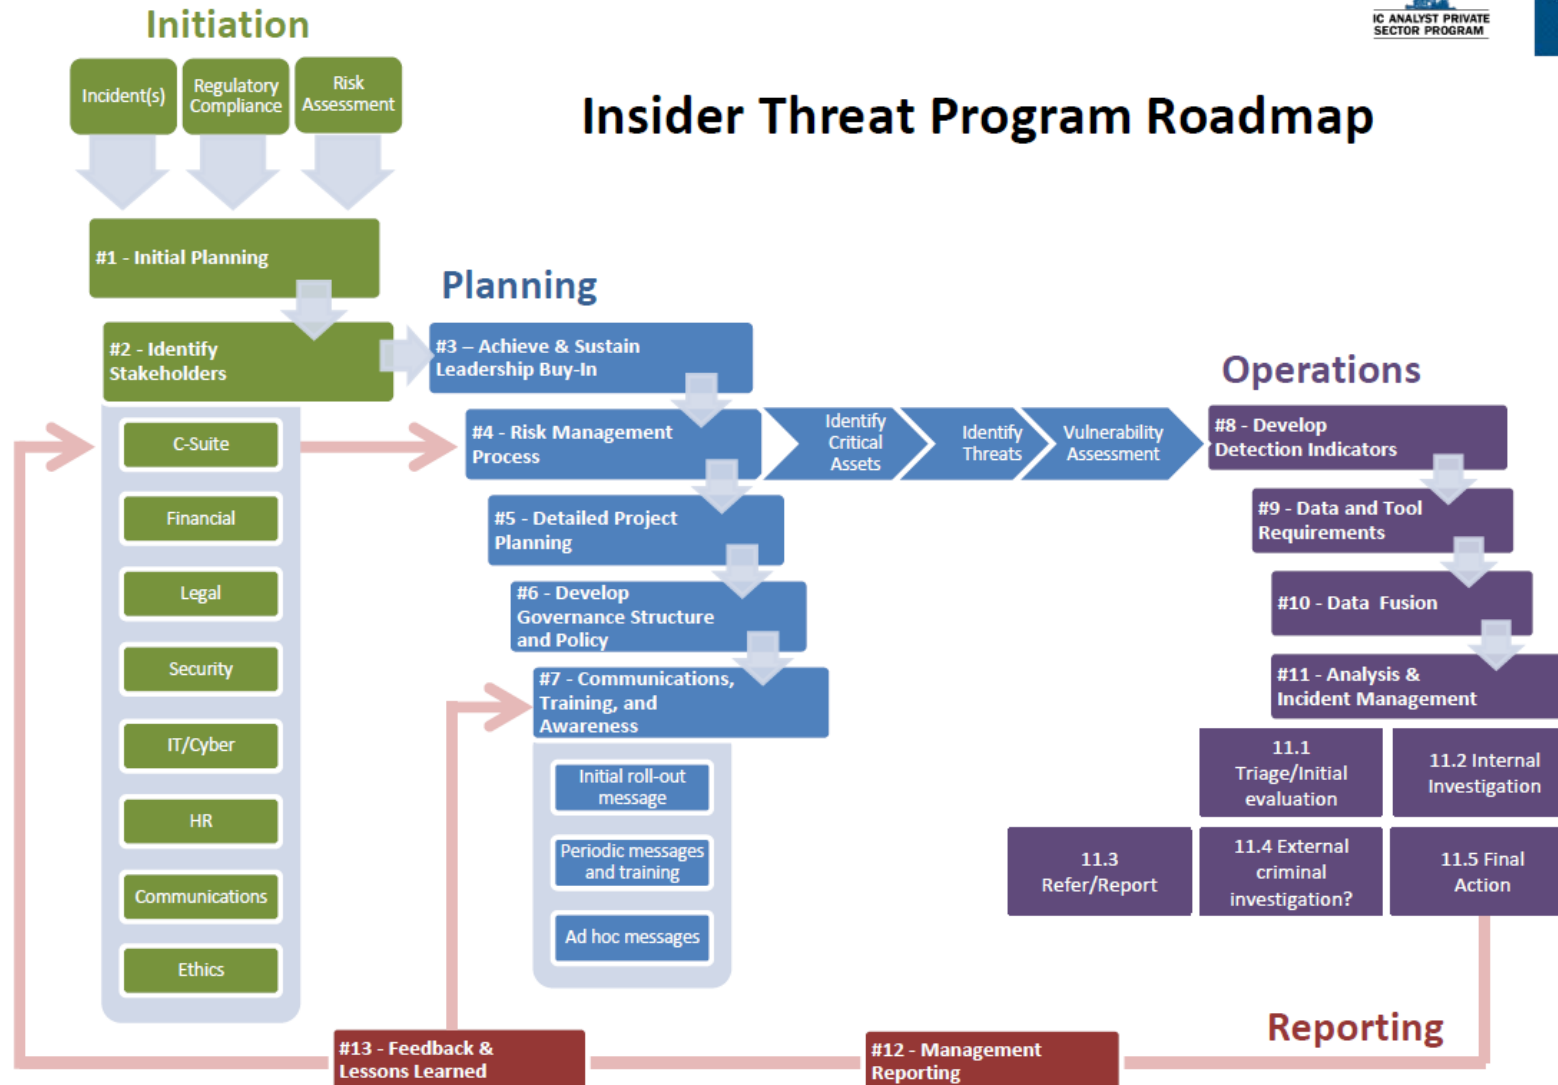 Initiation
IC ANALYST PRIVATE
SECTOR PROGRAM
Incident(s)
Regulatory
Compliance
Risk
Assessment
Insider Threat Program Roadmap
#1 - Initial Planning
Planning
#2 - Identify
Stakeholders
#3 – Achieve & Sustain
Leadership Buy-In
Operations
C-Suite
Financial
Legal
Security
IT/Cyber
HR
Communications
Ethics
#4 - Risk Management
Process
Identify
Critical
Assets
Identify
Threats
Vulnerability
Assessment
#5 - Detailed Project
Planning
#6 - Develop
Governance Structure
and Policy
#7 - Communications,
Training, and
Awareness
Initial roll-out
message
Periodic messages
and training
Ad hoc messages
#8 - Develop
Detection Indicators
#9 - Data and Tool
Requirements
#10 - Data Fusion
#11 - Analysis &
Incident Management
11.1
Triage/Initial
evaluation
11.2 Internal
Investigation
11.3
Refer/Report
11.4 External
criminal
investigation?
11.5 Final
Action
Reporting
#13 - Feedback &
Lessons Learned
#12 - Management
Reporting